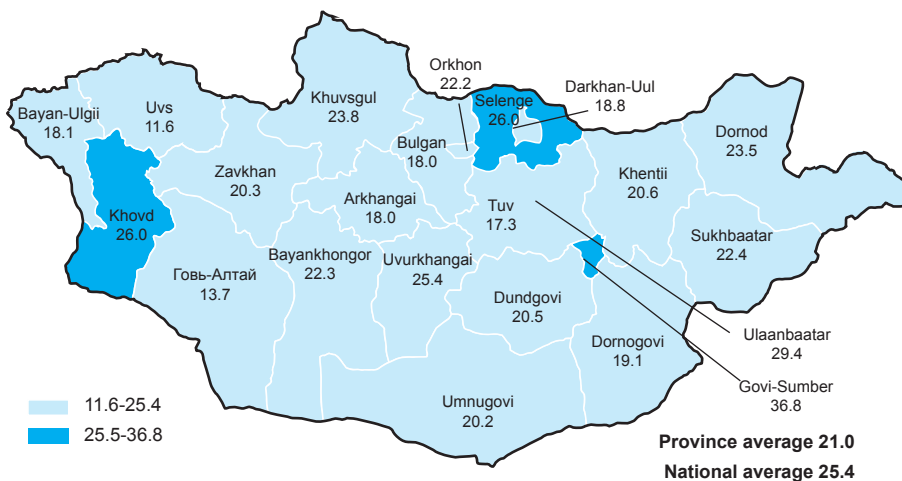 Orkhon
22.2
Darkhan-Uul
18.8
Selenge
26.0
Khuvsgul
23.8
Uvs
11.6
Bayan-Ulgii
18.1
Bulgan
18.0
Dornod
23.5
Khentii
20.6
Zavkhan
20.3
Arkhangai
18.0
Tuv
17.3
Khovd
26.0
Sukhbaatar
22.4
Bayankhongor
22.3
Uvurkhangai
25.4
Говь-Алтай
13.7
Dundgovi
20.5
Dornogovi
19.1
Ulaanbaatar
29.4
Govi-Sumber
36.8
Umnugovi
20.2
11.6-25.4
25.5-36.8
Province average 21.0
National average 25.4